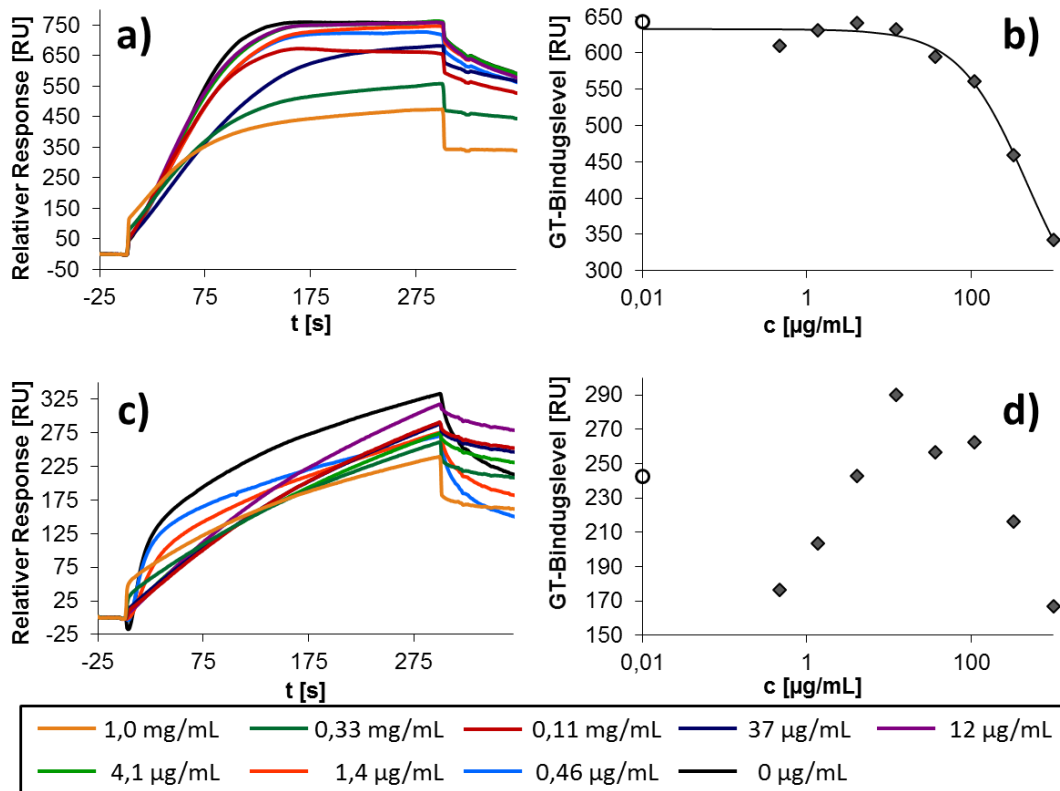 a)
Relativer Response [RU]
750
650
550
450
350
250
150
50
-50
-25
75
175
275
t [s]
b)
GT-Bindugslevel [RU]
650
600
550
500
450
400
350
300
0,01
1
100
c [µg/mL]
c)
Relativer Response [RU]
325
275
225
175
125
75
25
-25
-25
75
175
275
t [s]
d)
GT-Bindugslevel [RU]
290
270
250
230
210
190
170
150
0,01
1
100
c [µg/mL]
1,0 mg/mL
0,33 mg/mL
0,11 mg/mL
37 µg/mL
12 µg/mL
4,1 µg/mL
1,4 µg/mL
0,46 µg/mL
0 µg/mL